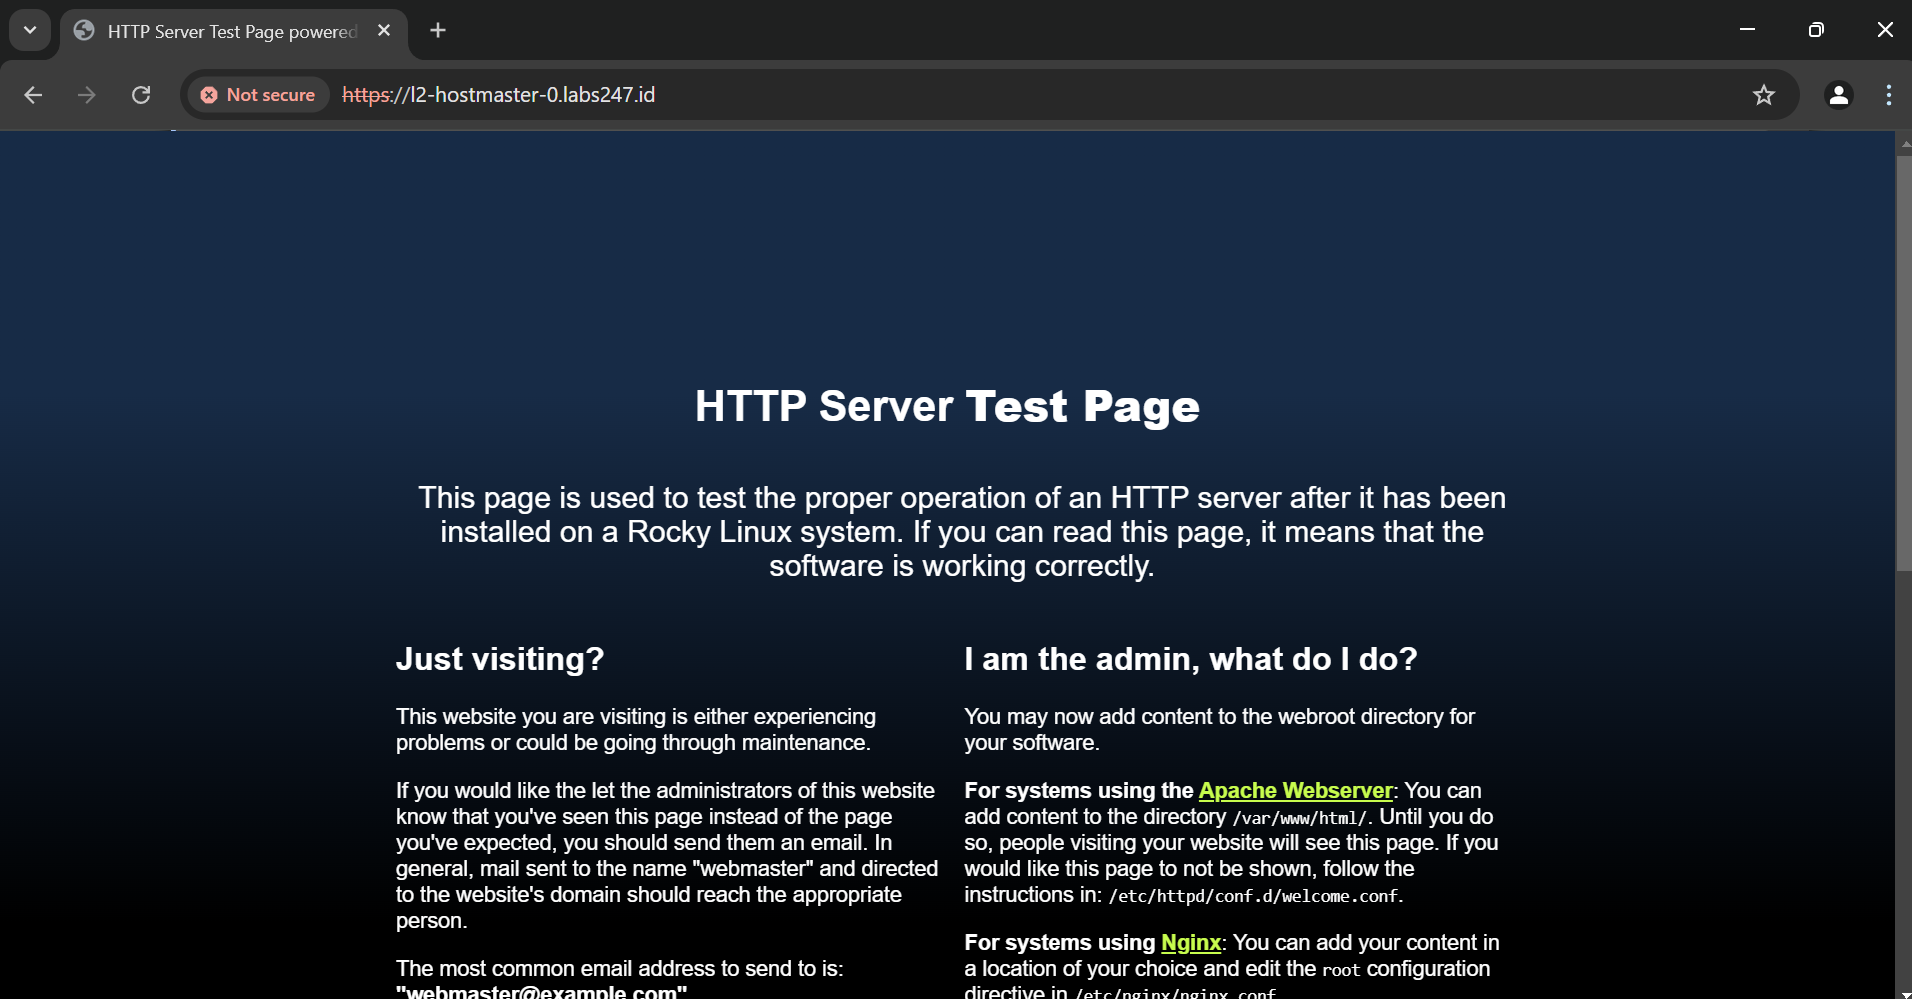 HTTP Server Test Page powered
Not secure
https://l2-hostmaster-0.labs247.id
HTTP Server Test Page
This page is used to test the proper operation of an HTTP server after it has been
installed on a Rocky Linux system. If you can read this page, it means that the
software is working correctly.
Just visiting?
This website you are visiting is either experiencing
problems or could be going through maintenance.
If you would like the let the administrators of this website
know that you've seen this page instead of the page
you've expected, you should send them an email. In
general, mail sent to the name "webmaster" and directed
to the website's domain should reach the appropriate
person.
The most common email address to send to is:
"webmaster@example.com"
I am the admin, what do I do?
You may now add content to the webroot directory for
your software.
For systems using the Apache Webserver: You can
add content to the directory /var/www/html/. Until you do
so, people visiting your website will see this page. If you
would like this page to not be shown, follow the
instructions in: /etc/httpd/conf.d/welcome.conf.
For systems using Nginx: You can add your content in
a location of your choice and edit the root configuration
directive in /etc/nginx/nginx.conf.